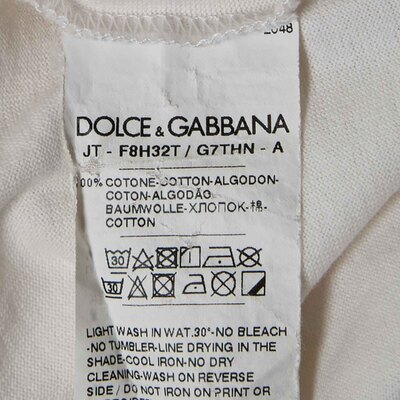 2048
DOLCE & GABBANA
JT - F8H32T / G7THN - A
100% COTONE-COTTON-ALGODON-
COTON-ALGODÃO
BAUMWOLLE-ХЛОПОК-棉-
COTTON
30
30
LIGHT WASH IN WAT.30°-NO BLEACH
-NO TUMBLER-LINE DRYING IN THE
SHADE-COOL IRON-NO DRY
CLEANING-WASH ON REVERSE
SIDE / DO NOT IRON ON PRINT OR